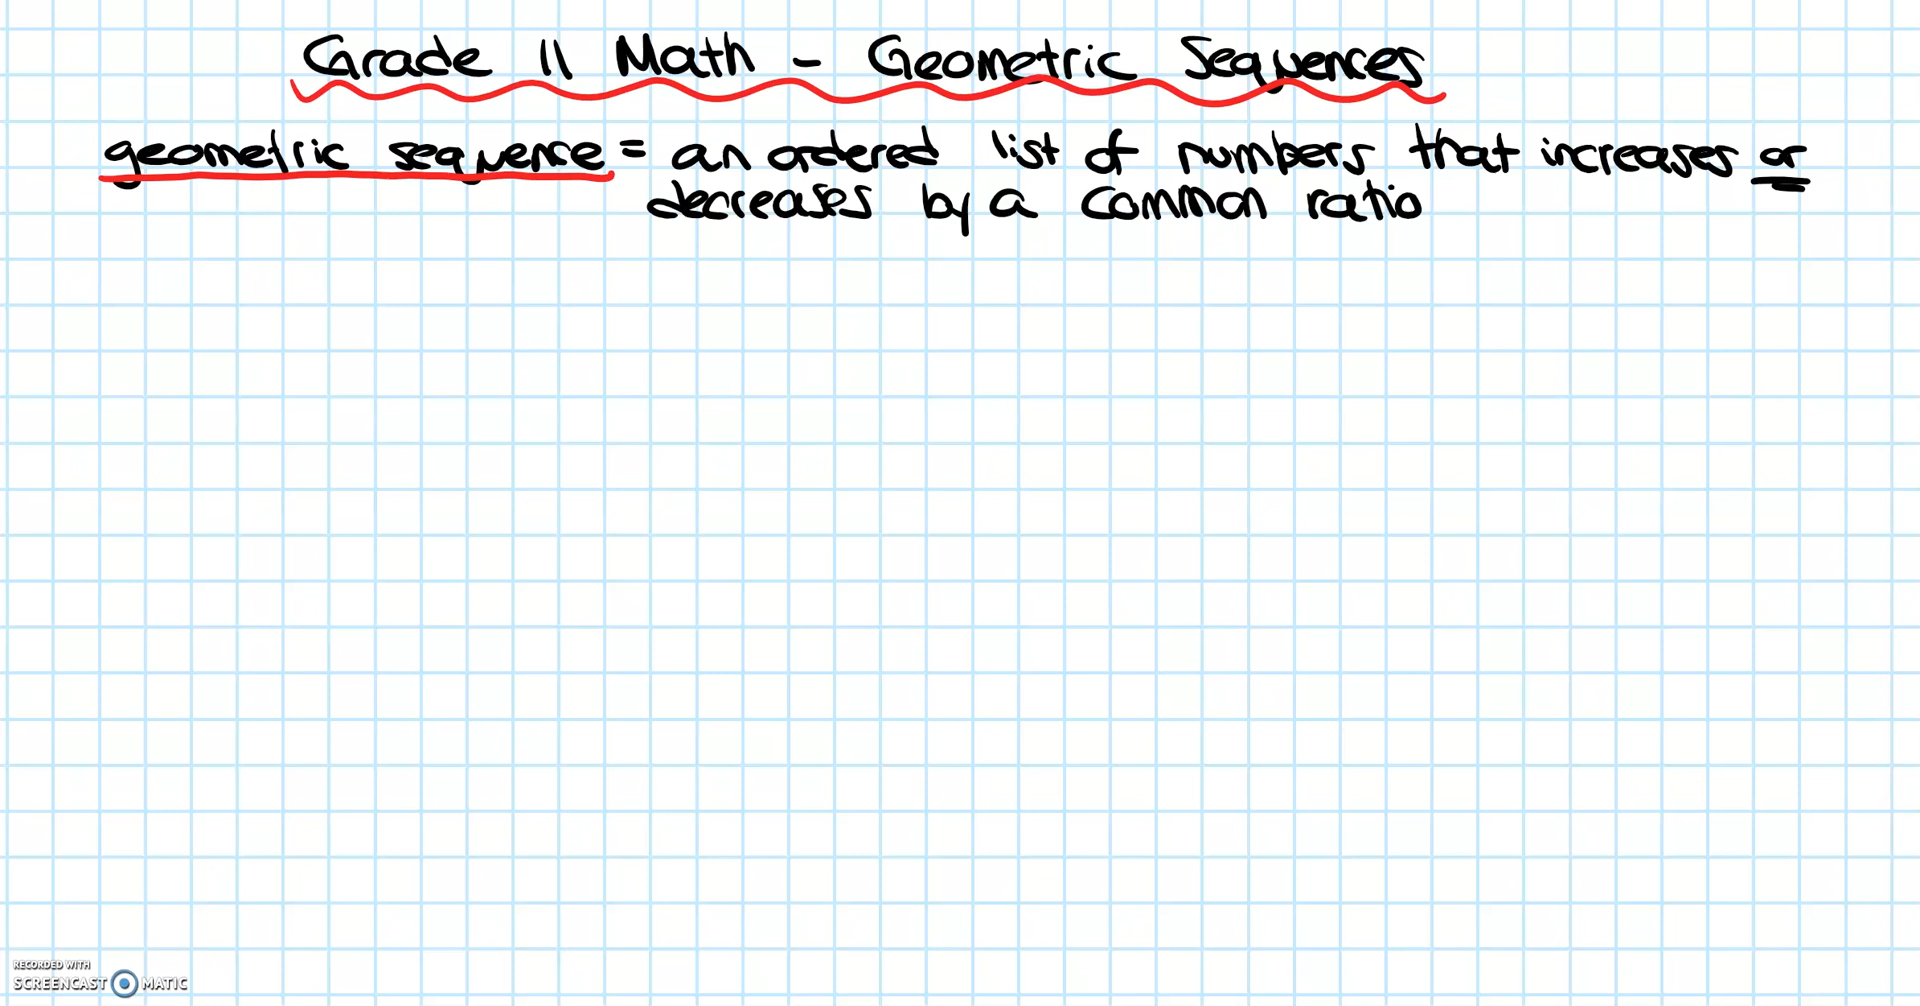 Grade 11 Math - Geometric Sequences
geometric sequence = an ordered list of numbers that increases or
decreases by a common ratio
RECORDED WITH
SCREENCAST MATIC